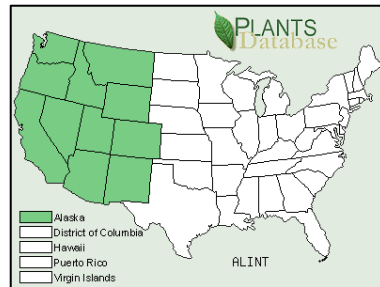 PLANTS
Database
Alaska
District of Columbia
Hawaii
Puerto Rico
Virgin Islands
ALINT